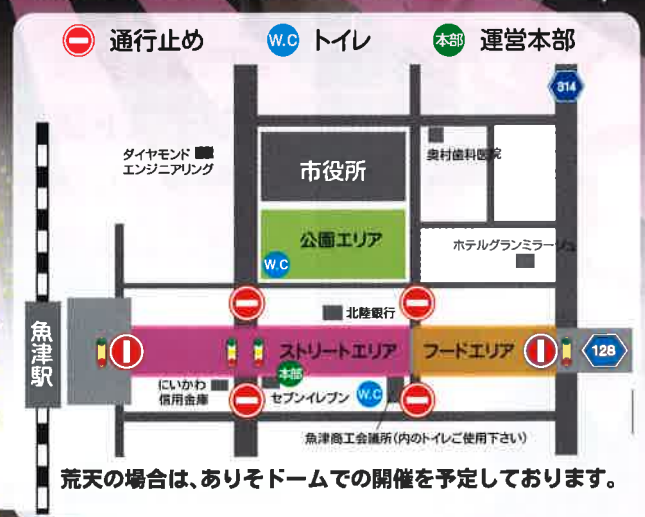 通行止め
W.C トイレ
本部 運営本部
314
ダイヤモンド
エンジニアリング
市役所
奥村歯科医院
公園エリア
W.C
ホテルグランミラージュ
北陸銀行
魚津駅
ストリートエリア
フードエリア
128
本部
にいかわ
信用金庫
セブンイレブン
W.C
魚津商工会議所(内のトイレご使用下さい)
荒天の場合は、ありそドームでの開催を予定しております。